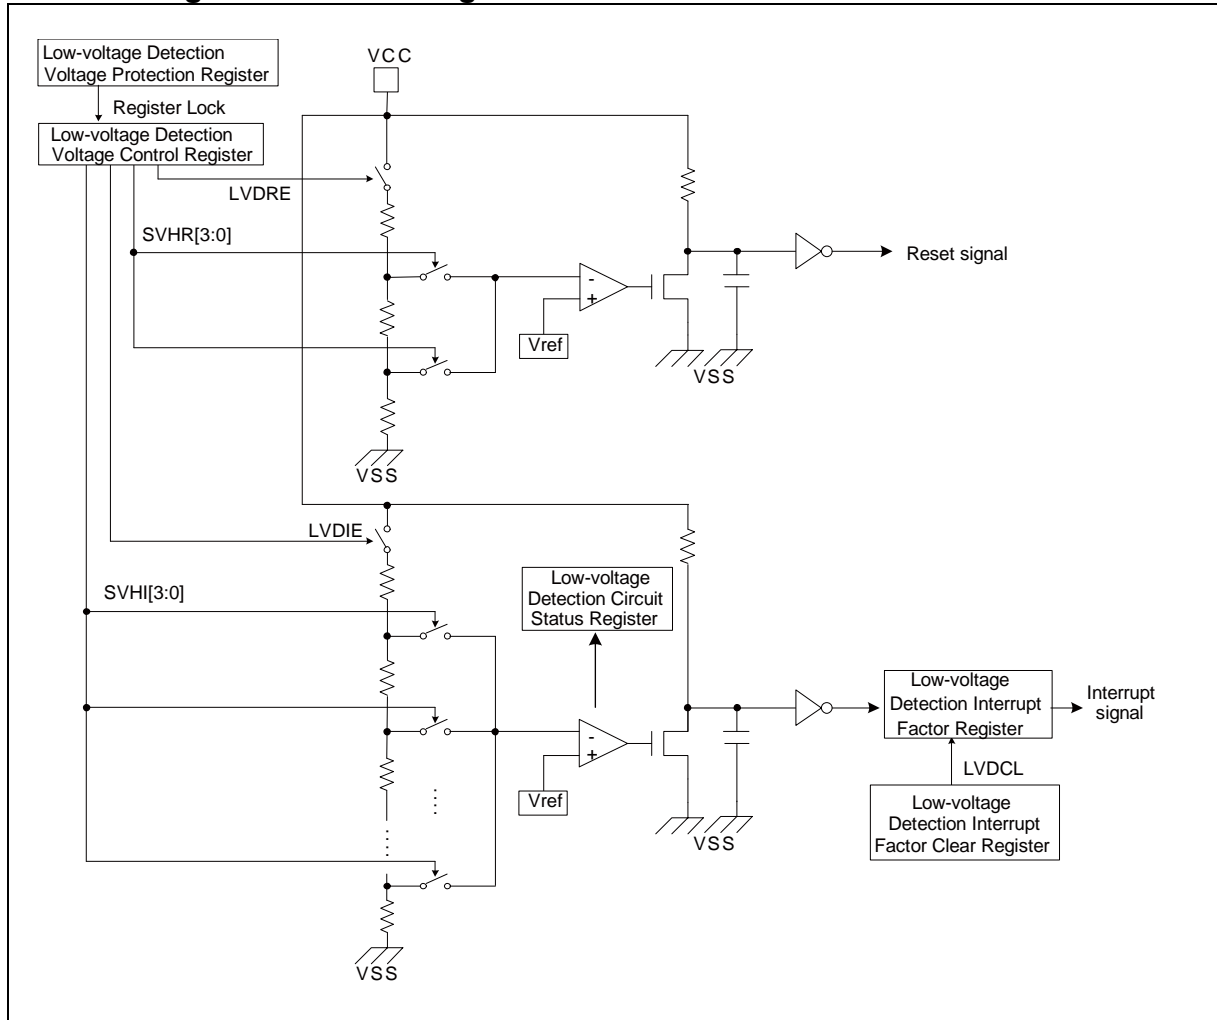 Low-voltage Detection
Voltage Protection Register
VCC
Register Lock
Low-voltage Detection
Voltage Control Register
LVDRE
SVHR[3:0]
Reset signal
-
+
Vref
VSS
VSS
LVDIE
SVHI[3:0]
Low-voltage
Detection Circuit
Status Register
Low-voltage
Detection Interrupt
Factor Register
Interrupt
signal
-
+
Vref
LVDCL
Low-voltage
Detection Interrupt
Factor Clear Register
VSS
VSS